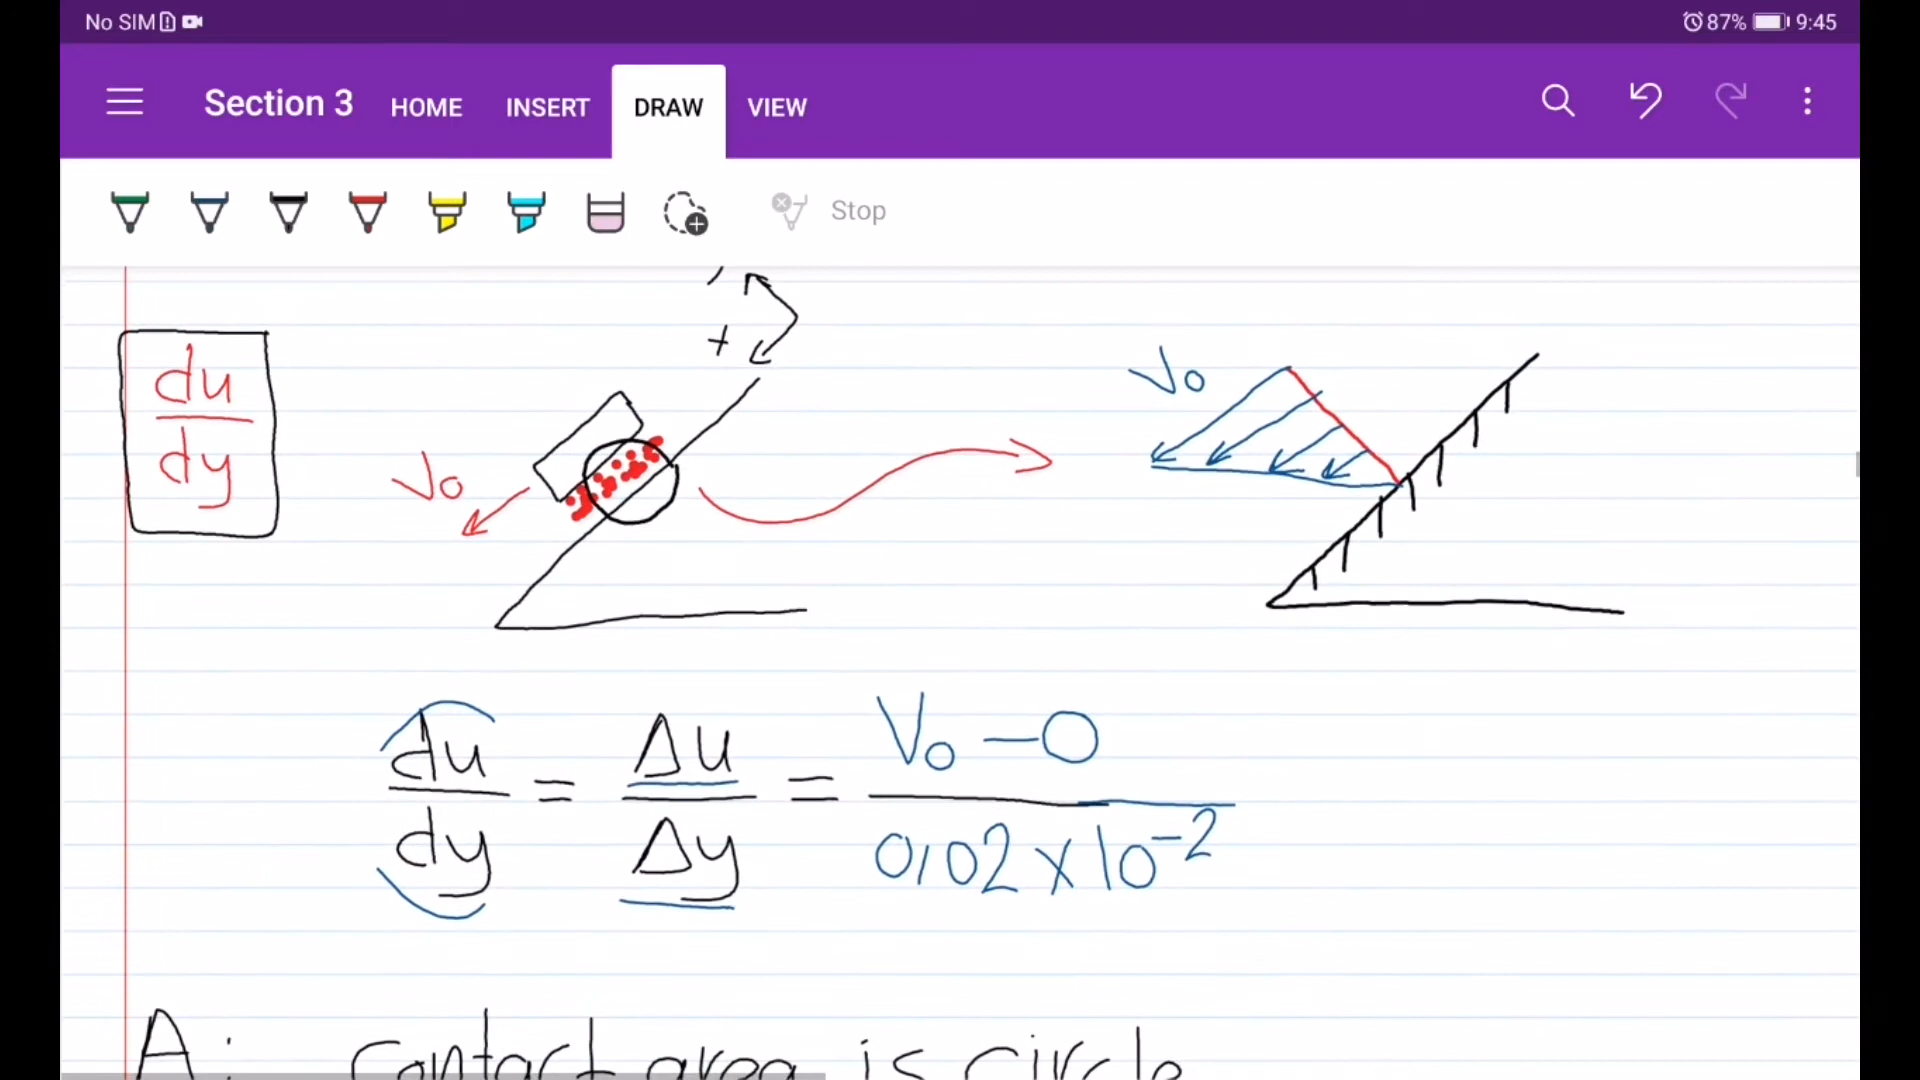 No SIM 87% 9:45
Section 3 HOME INSERT DRAW VIEW
Stop
+
du
dy
Vo
Vo
du/dy = Δu/Δy = Vo - 0 / 0,02 x 10⁻²
A: contact area is circle